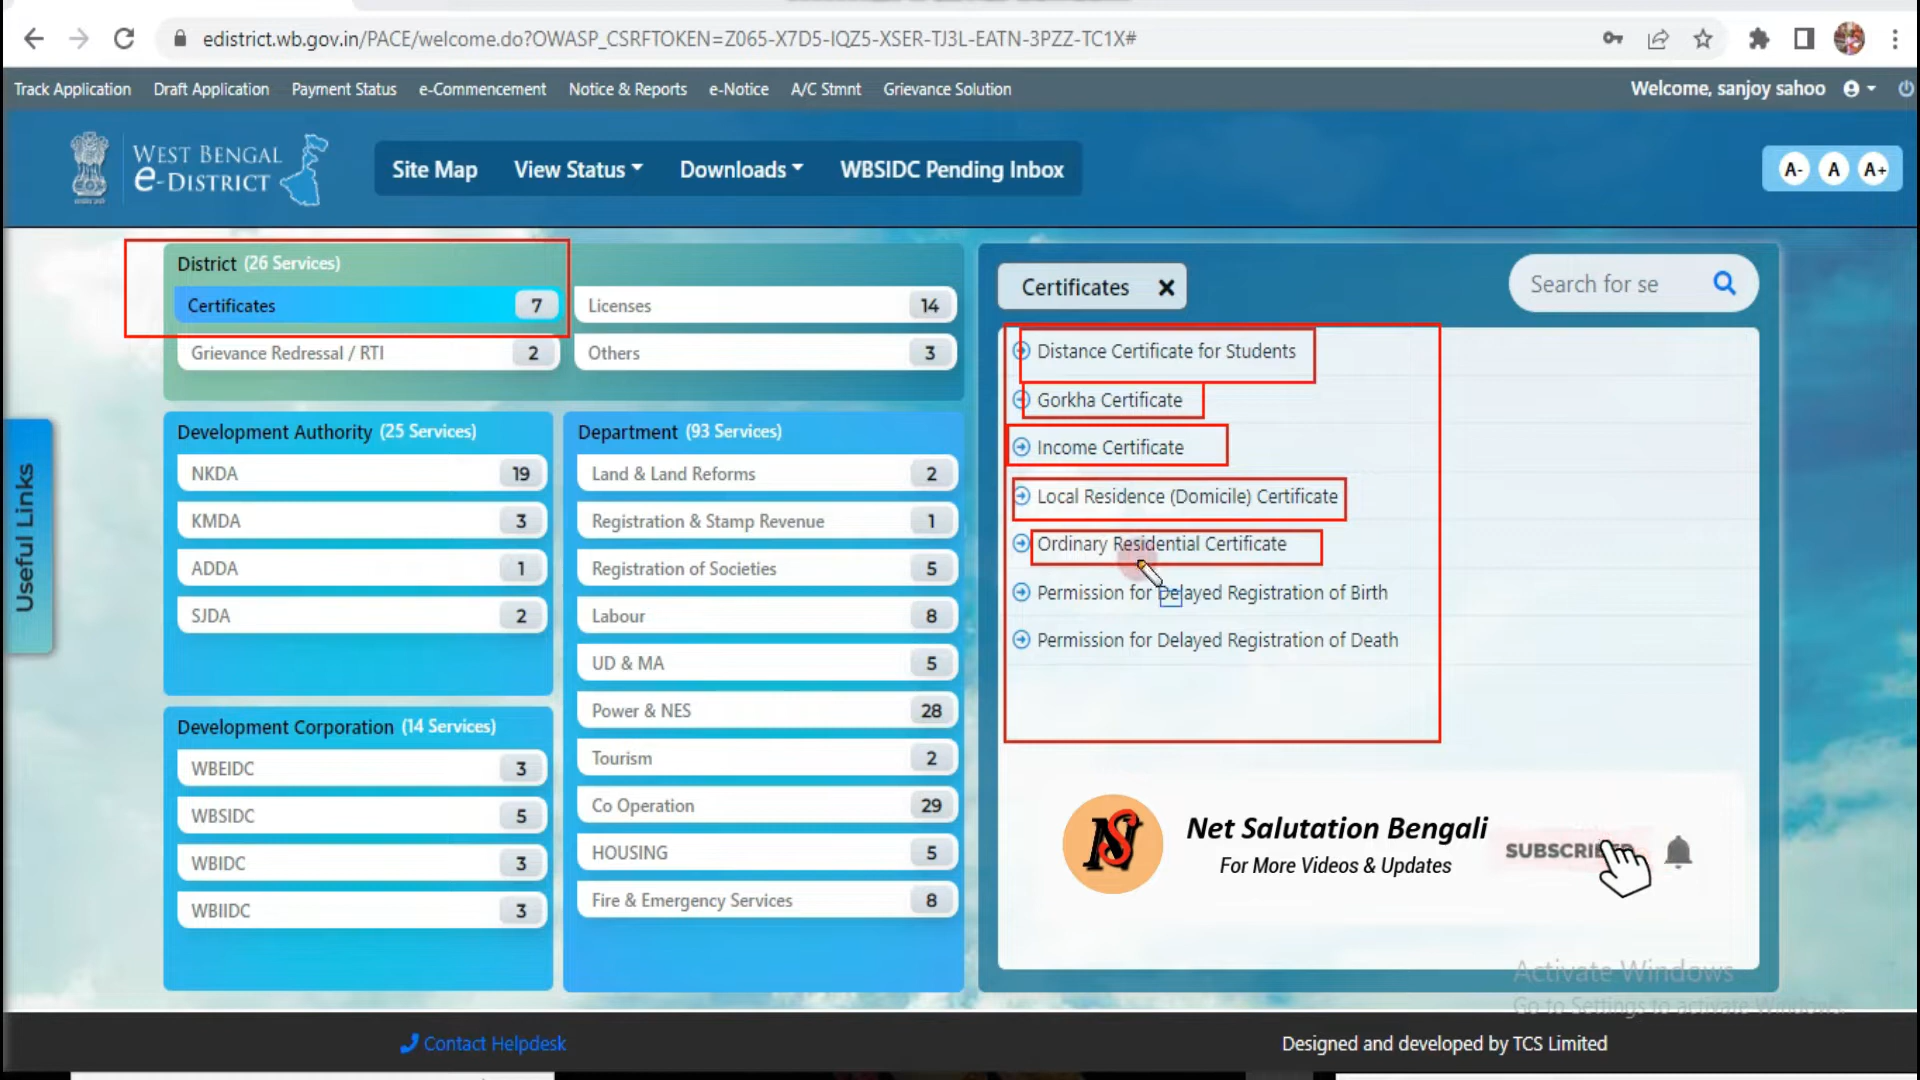 edistrict.wb.gov.in/PACE/welcome.do?OWASP_CSRFTOKEN=Z065-X7D5-IQZ5-XSER-TJ3L-EATN-3PZZ-TC1X#
Track Application Draft Application Payment Status e-Commencement Notice & Reports e-Notice A/C Stmnt Grievance Solution Welcome, sanjoy sahoo
WEST BENGAL
e-DISTRICT
Site Map View Status Downloads WBSIDC Pending Inbox
A- A A+
District (26 Services)
Certificates 7
Licenses 14
Grievance Redressal / RTI 2
Others 3
Useful Links
Development Authority (25 Services)
NKDA 19
KMDA 3
ADDA 1
SJDA 2
Development Corporation (14 Services)
WBEIDC 3
WBSIDC 5
WBIDC 3
WBIIDC 3
Department (93 Services)
Land & Land Reforms 2
Registration & Stamp Revenue 1
Registration of Societies 5
Labour 8
UD & MA 5
Power & NES 28
Tourism 2
Co Operation 29
HOUSING 5
Fire & Emergency Services 8
Certificates
Search for se
Distance Certificate for Students
Gorkha Certificate
Income Certificate
Local Residence (Domicile) Certificate
Ordinary Residential Certificate
Permission for Delayed Registration of Birth
Permission for Delayed Registration of Death
NS
Net Salutation Bengali
For More Videos & Updates
Activate Windows
Go to Settings to activate Windows.
Contact Helpdesk
Designed and developed by TCS Limited